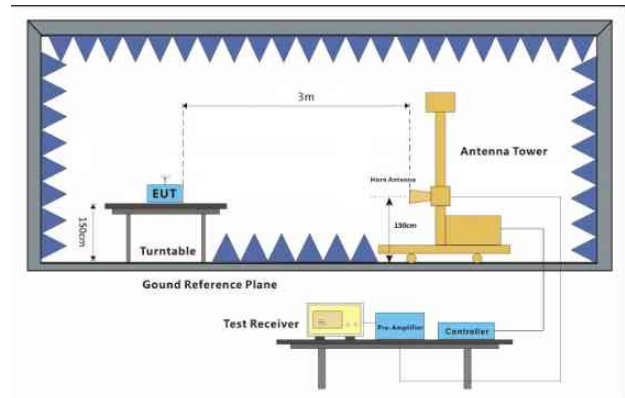 3m
Antenna Tower
Horn Antenna
EUT
150cm
150cm
Turntable
Gound Reference Plane
Test Receiver
Pre-Amplifier
Controller